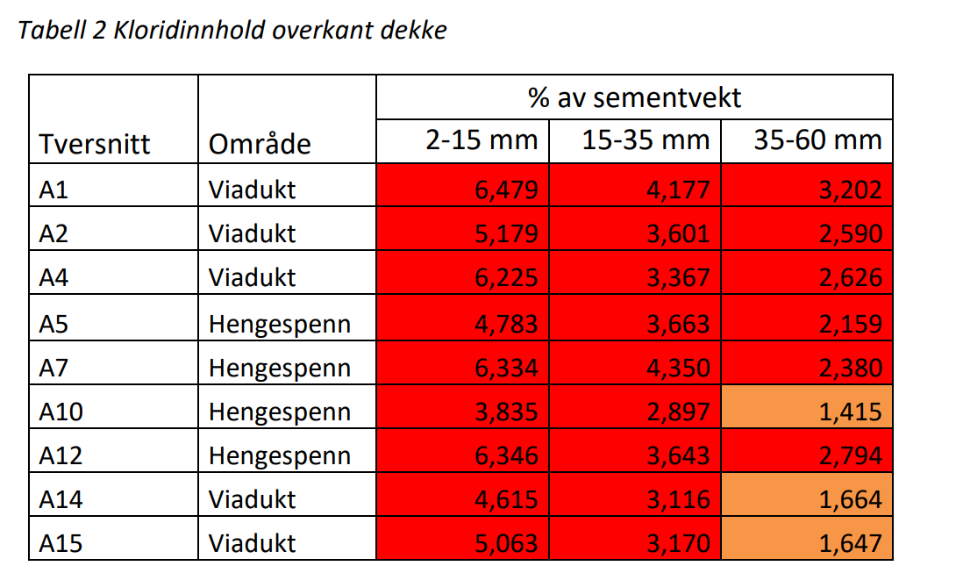 Tabell 2 Kloridinnhold overkant dekke
% av sementvekt
Tversnitt Område 2-15 mm 15-35 mm 35-60 mm
A1 Viadukt 6,479 4,177 3,202
A2 Viadukt 5,179 3,601 2,590
A4 Viadukt 6,225 3,367 2,626
A5 Hengespenn 4,783 3,663 2,159
A7 Hengespenn 6,334 4,350 2,380
A10 Hengespenn 3,835 2,897 1,415
A12 Hengespenn 6,346 3,643 2,794
A14 Viadukt 4,615 3,116 1,664
A15 Viadukt 5,063 3,170 1,647